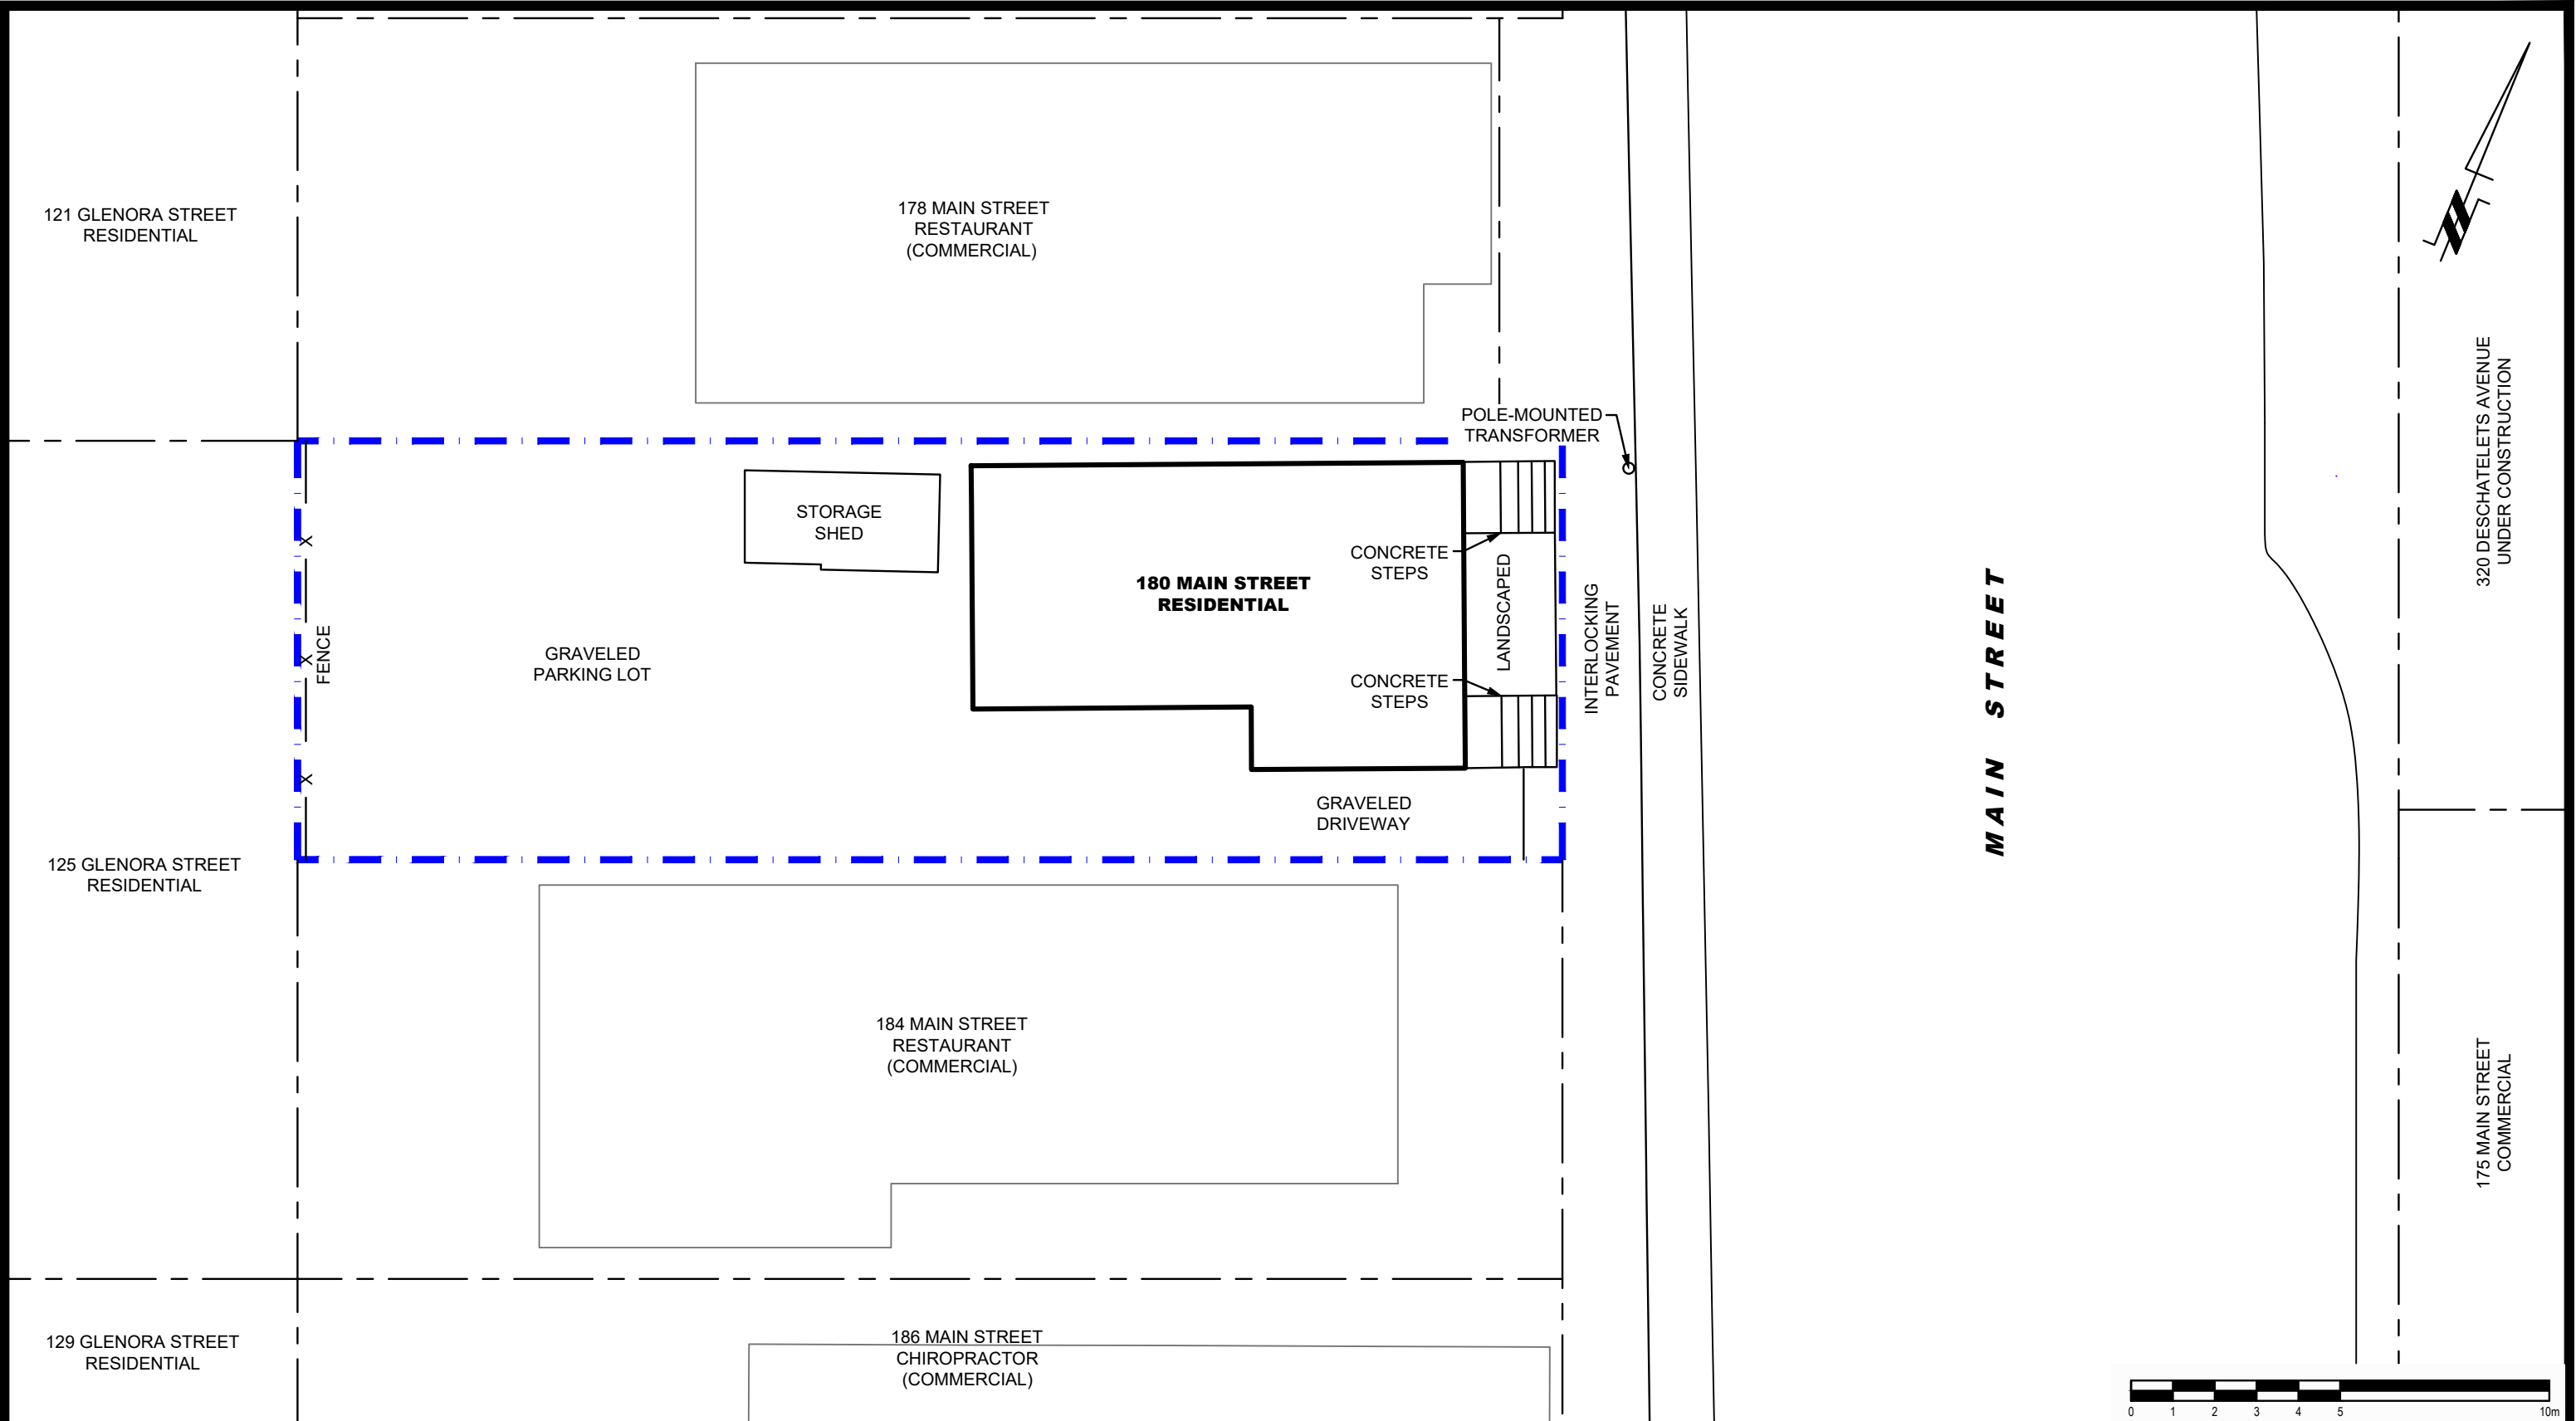 121 GLENORA STREET
RESIDENTIAL
178 MAIN STREET
RESTAURANT
(COMMERCIAL)
POLE-MOUNTED
TRANSFORMER
320 DESCHATELETS AVENUE
UNDER CONSTRUCTION
STORAGE
SHED
180 MAIN STREET
RESIDENTIAL
CONCRETE
STEPS
LANDSCAPED
INTERLOCKING
PAVEMENT
CONCRETE
SIDEWALK
MAIN STREET
X
X
X
FENCE
GRAVELED
PARKING LOT
CONCRETE
STEPS
GRAVELED
DRIVEWAY
125 GLENORA STREET
RESIDENTIAL
184 MAIN STREET
RESTAURANT
(COMMERCIAL)
175 MAIN STREET
COMMERCIAL
129 GLENORA STREET
RESIDENTIAL
186 MAIN STREET
CHIROPRACTOR
(COMMERCIAL)
0 1 2 3 4 5 10m